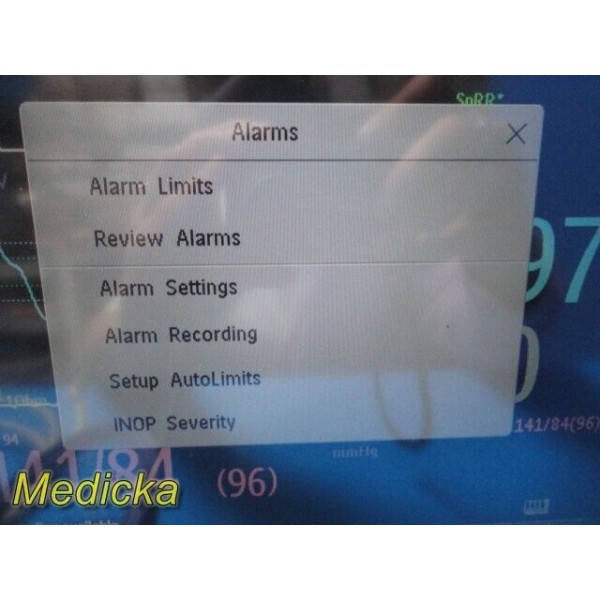 SpRR*
Alarms
Alarm Limits
Review Alarms
Alarm Settings
Alarm Recording
Setup AutoLimits
INOP Severity
97
94
141/84(96)
mmHg
141/84 (96)
Medicka